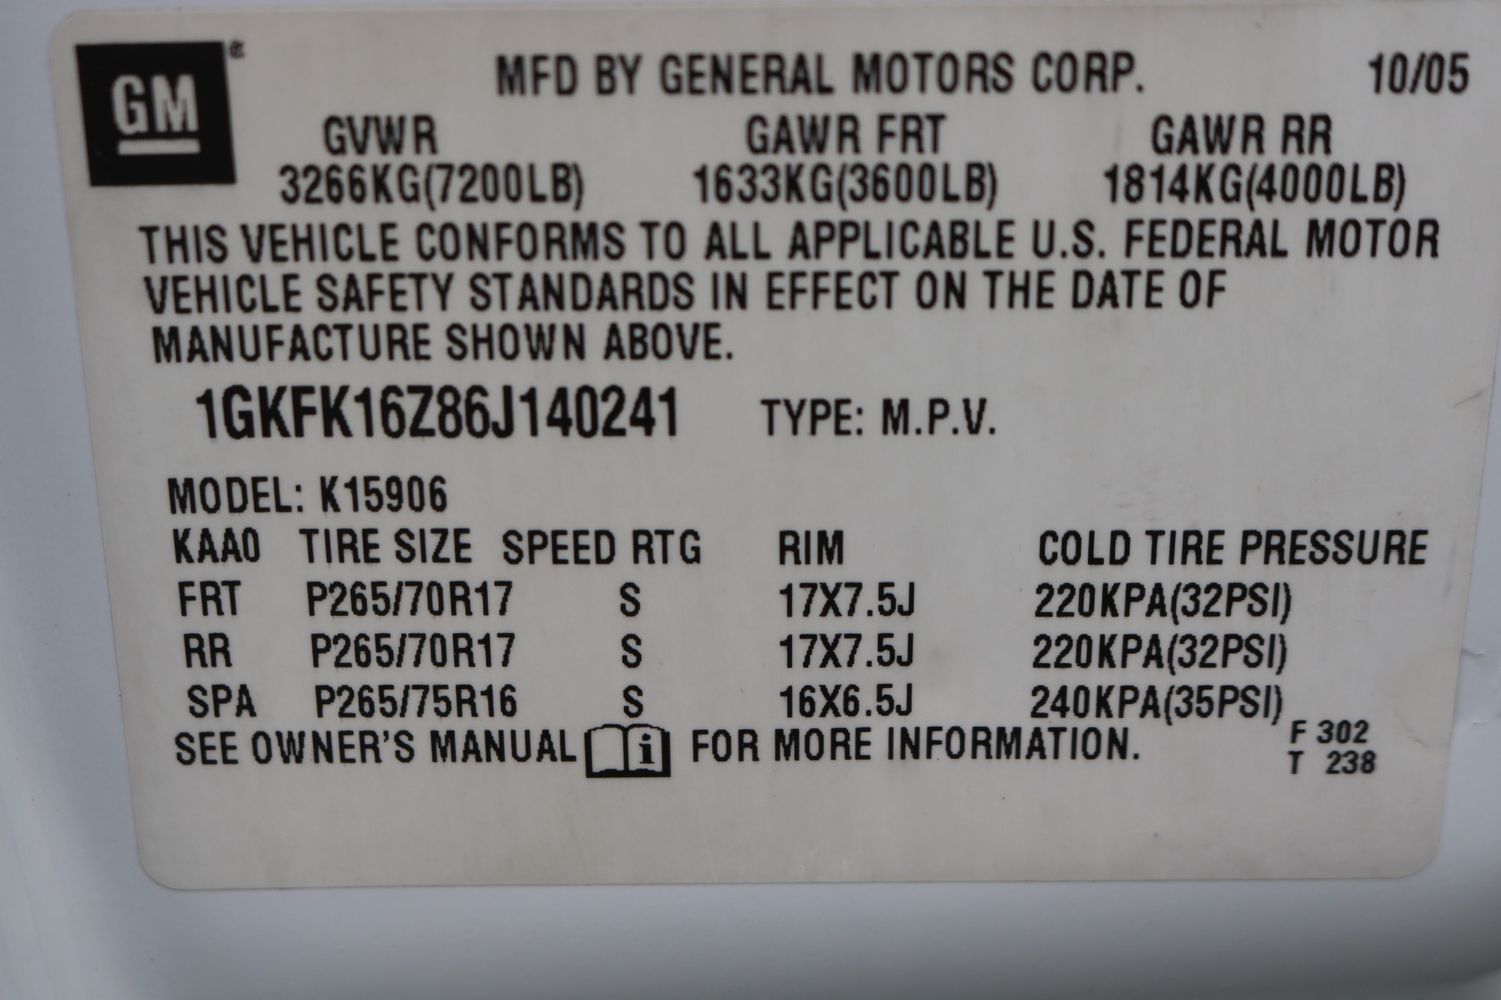 GM
MFD BY GENERAL MOTORS CORP. 10/05
GVWR GAWR FRT GAWR RR
3266KG(7200LB) 1633KG(3600LB) 1814KG(4000LB)
THIS VEHICLE CONFORMS TO ALL APPLICABLE U.S. FEDERAL MOTOR
VEHICLE SAFETY STANDARDS IN EFFECT ON THE DATE OF
MANUFACTURE SHOWN ABOVE.
1GKFK16Z86J140241 TYPE: M.P.V.
MODEL: K15906
KAA0 TIRE SIZE SPEED RTG RIM COLD TIRE PRESSURE
FRT P265/70R17 S 17X7.5J 220KPA(32PSI)
RR P265/70R17 S 17X7.5J 220KPA(32PSI)
SPA P265/75R16 S 16X6.5J 240KPA(35PSI)
SEE OWNER'S MANUAL i FOR MORE INFORMATION.
F 302
T 238